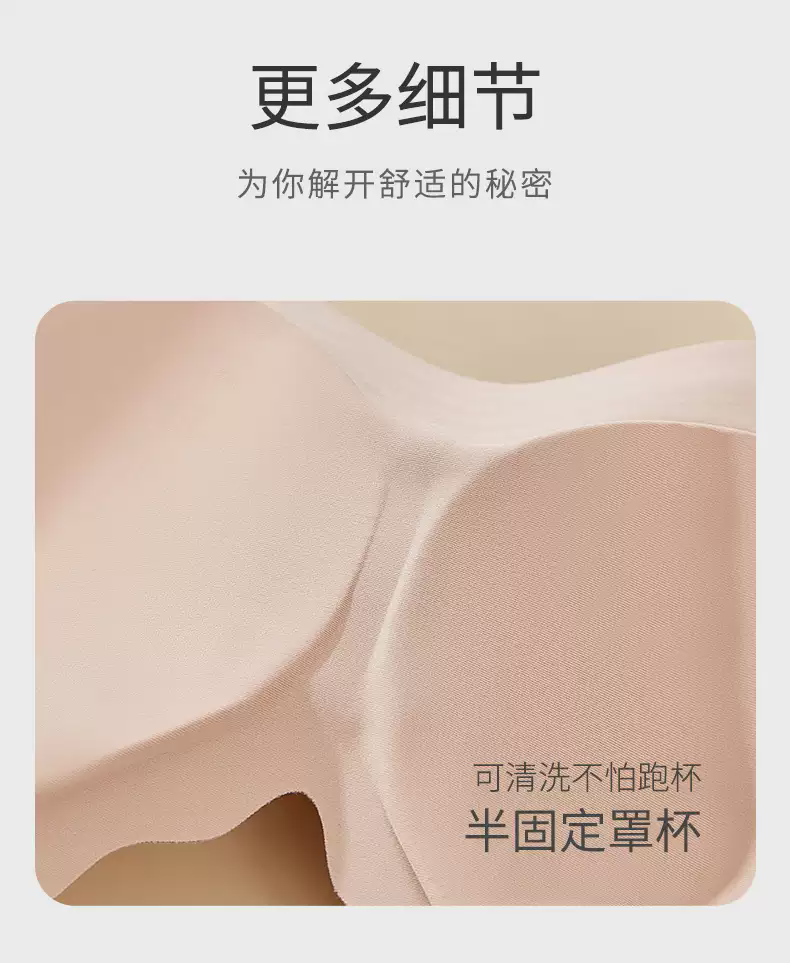 更多细节
为你解开舒适的秘密
可清洗不怕跑杯
半固定罩杯